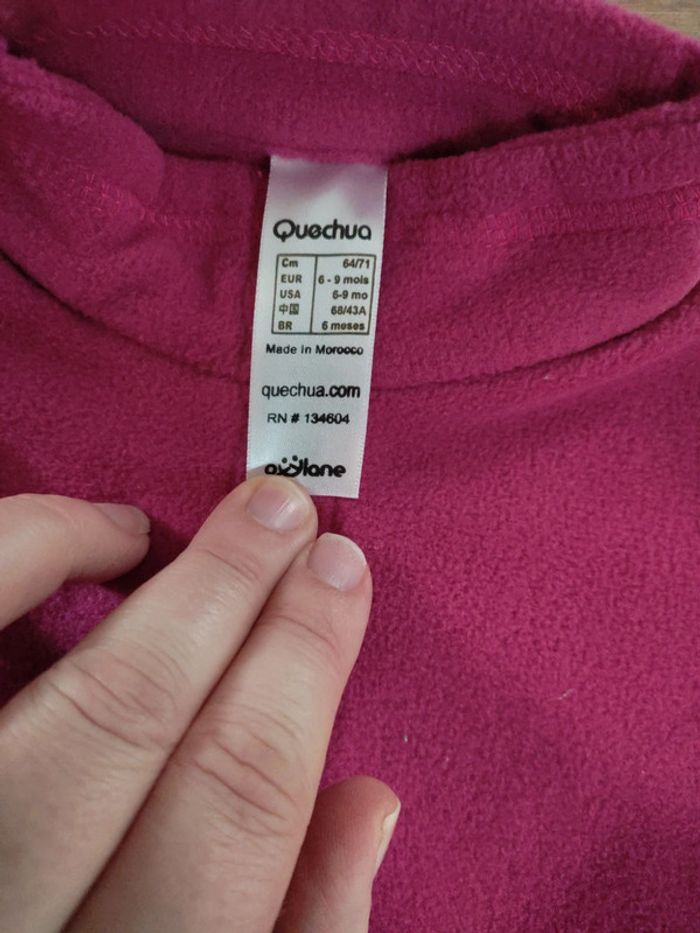 Quechua
Cm 64/71
EUR 6 - 9 mois
USA 6-9 mo
中国 68/43A
BR 6 meses
Made in Morocco
quechua.com
RN # 134604
oxylane